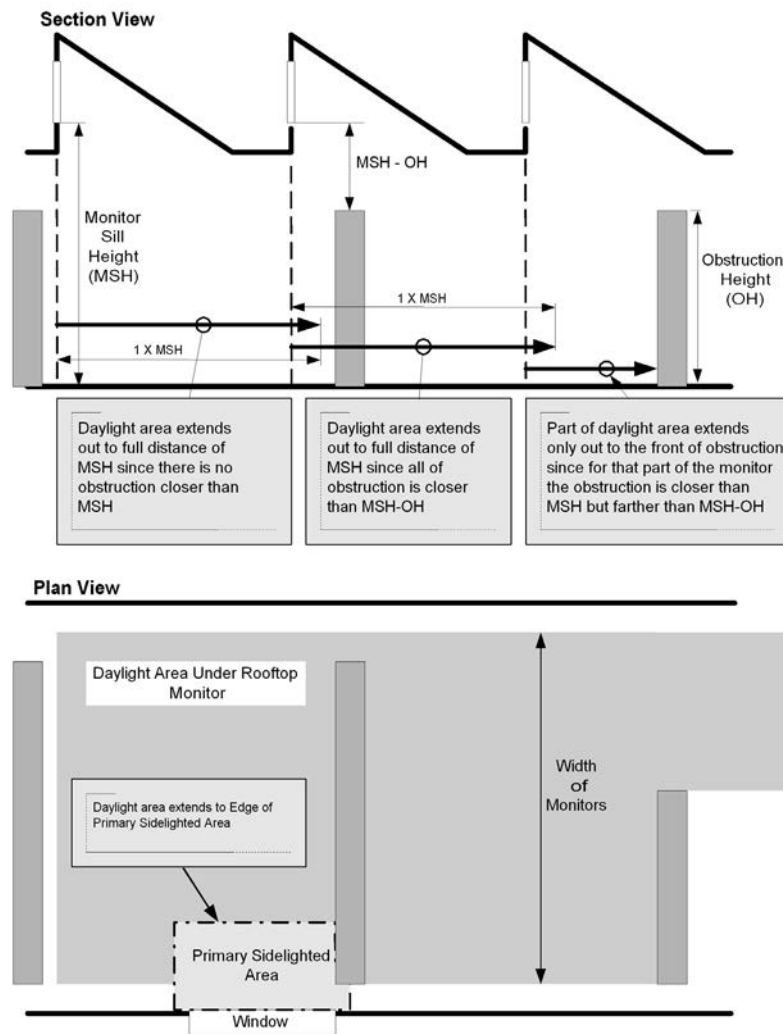 Section View
MSH - OH
Monitor
Sill
Height
(MSH)
Obstruction
Height
(OH)
1 X MSH
1 X MSH
Daylight area extends
out to full distance of
MSH since there is no
obstruction closer than
MSH
Daylight area extends
out to full distance of
MSH since all of
obstruction is closer
than MSH-OH
Part of daylight area extends
only out to the front of obstruction
since for that part of the monitor
the obstruction is closer than
MSH but farther than MSH-OH
Plan View
Daylight Area Under Rooftop
Monitor
Width
of
Monitors
Daylight area extends to Edge of
Primary Sidelighted Area
Primary Sidelighted
Area
Window